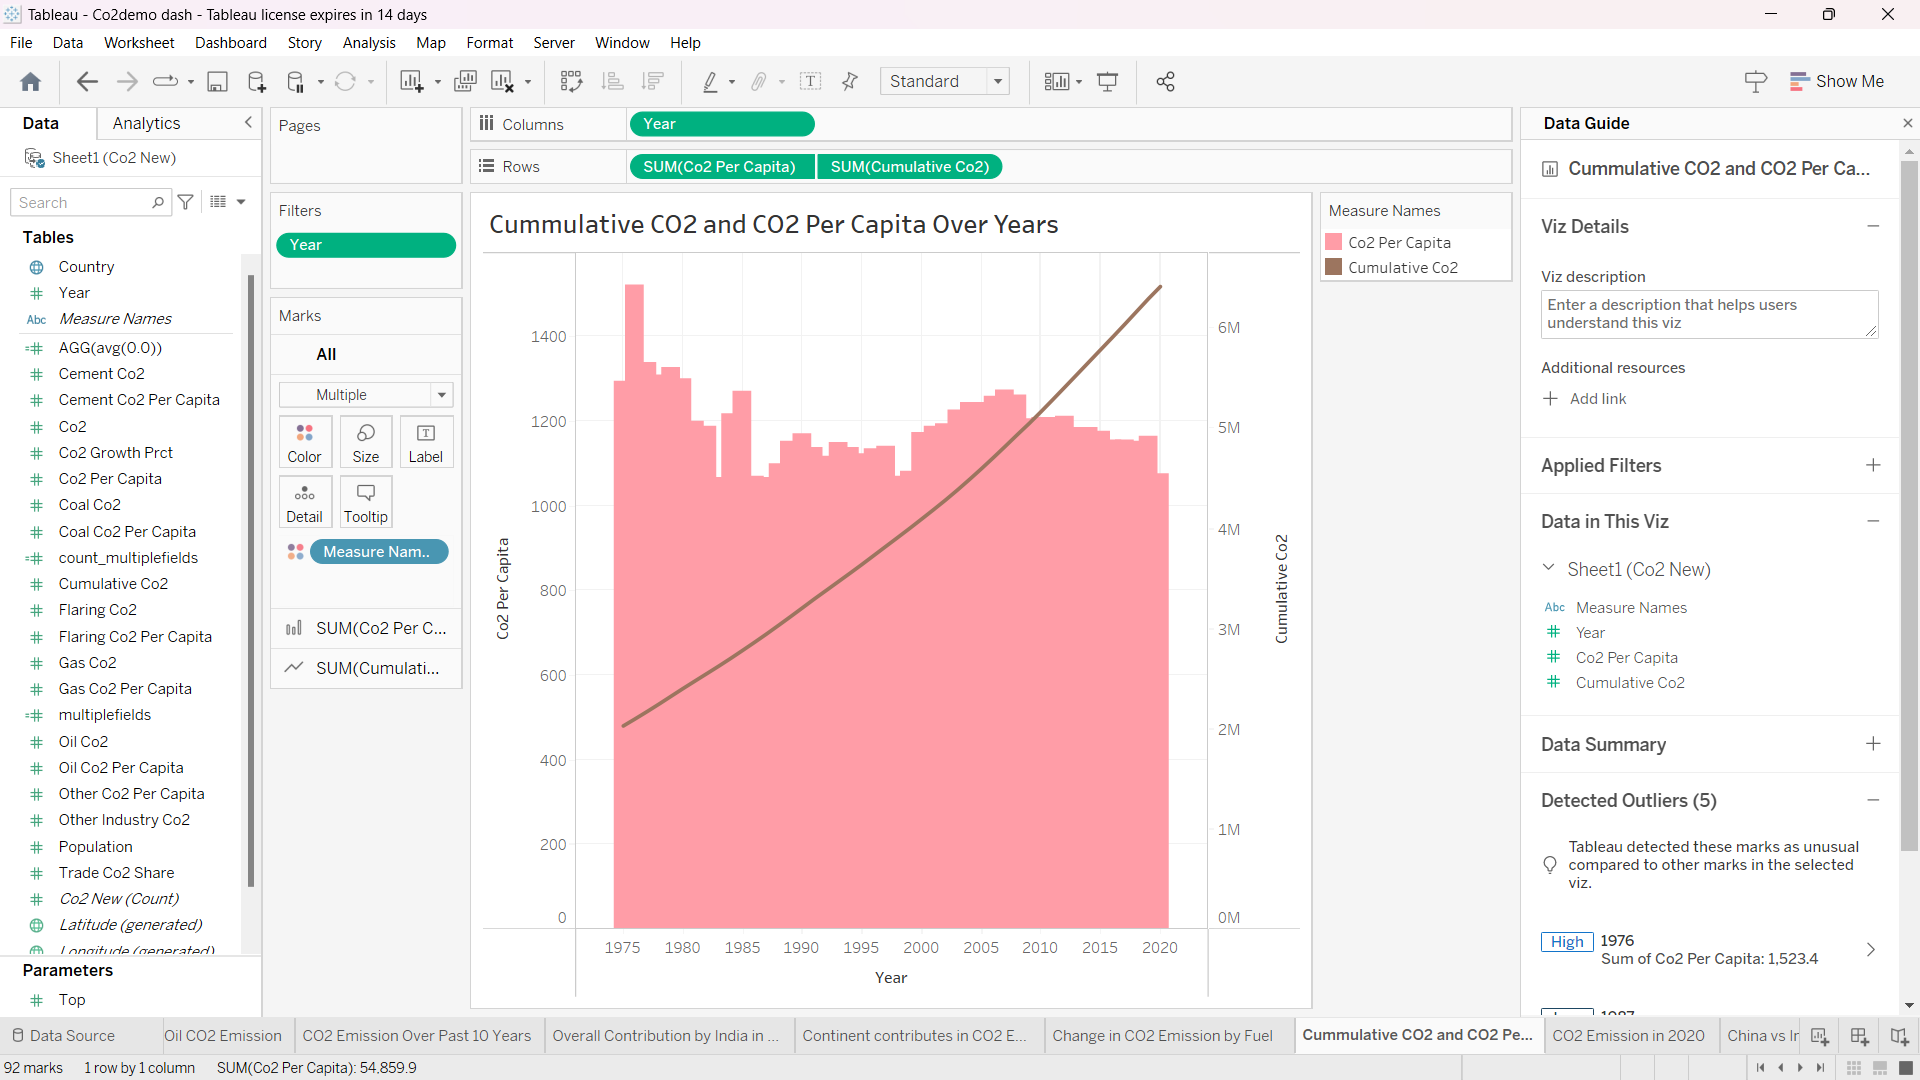 Tableau - Co2demo dash - Tableau license expires in 14 days
File Data Worksheet Dashboard Story Analysis Map Format Server Window Help
Standard
Show Me
Data Analytics
Sheet1 (Co2 New)
Search
Tables
Country
Year
Abc Measure Names
AGG(avg(0.0))
Cement Co2
Cement Co2 Per Capita
Co2
Co2 Growth Prct
Co2 Per Capita
Coal Co2
Coal Co2 Per Capita
count_multiplefields
Cumulative Co2
Flaring Co2
Flaring Co2 Per Capita
Gas Co2
Gas Co2 Per Capita
multiplefields
Oil Co2
Oil Co2 Per Capita
Other Co2 Per Capita
Other Industry Co2
Population
Trade Co2 Share
Co2 New (Count)
Latitude (generated)
Longitude (generated)
Parameters
Top
Pages
Filters
Year
Marks
All
Multiple
Color Size Label
Detail Tooltip
Measure Nam..
SUM(Co2 Per C...
SUM(Cumulati...
Columns Year
Rows SUM(Co2 Per Capita) SUM(Cumulative Co2)
Cummulative CO2 and CO2 Per Capita Over Years
Co2 Per Capita
1400
1200
1000
800
600
400
200
0
6M
5M
4M
3M
2M
1M
0M
Cumulative Co2
1975 1980 1985 1990 1995 2000 2005 2010 2015 2020
Year
Measure Names
Co2 Per Capita
Cumulative Co2
Data Guide
Cummulative CO2 and CO2 Per Ca...
Viz Details
Viz description
Enter a description that helps users
understand this viz
Additional resources
Add link
Applied Filters
Data in This Viz
Sheet1 (Co2 New)
Abc Measure Names
Year
Co2 Per Capita
Cumulative Co2
Data Summary
Detected Outliers (5)
Tableau detected these marks as unusual
compared to other marks in the selected
viz.
High 1976
Sum of Co2 Per Capita: 1,523.4
Data Source Oil CO2 Emission CO2 Emission Over Past 10 Years Overall Contribution by India in ... Continent contributes in CO2 E... Change in CO2 Emission by Fuel Cummulative CO2 and CO2 Pe... CO2 Emission in 2020 China vs
92 marks 1 row by 1 column SUM(Co2 Per Capita): 54,859.9